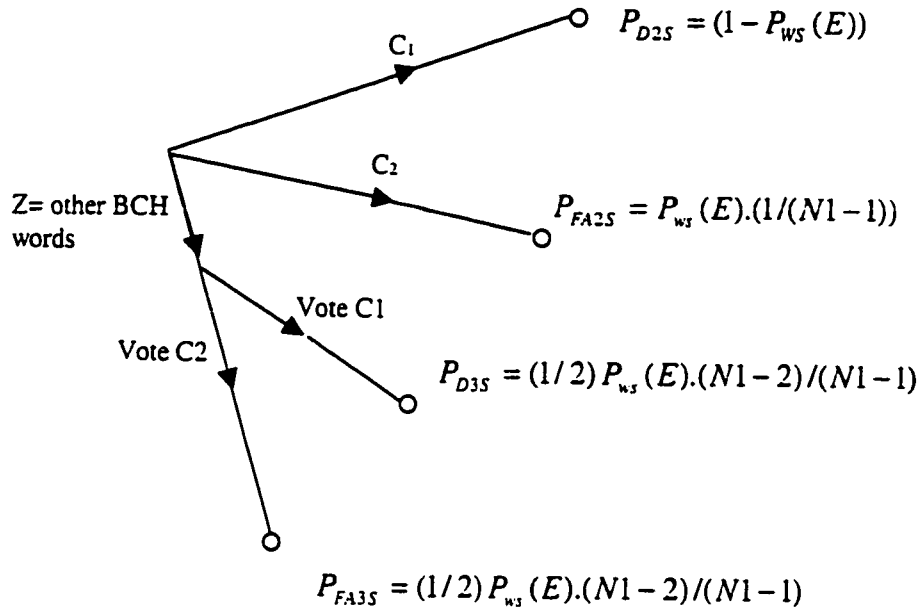 C1
P_{D2S} = (1 − P_{WS}(E))
C2
Z= other BCH
words
P_{FA2S} = P_{ws}(E).(1/(N1−1))
Vote C1
Vote C2
P_{D3S} = (1/2) P_{ws}(E).(N1−2)/(N1−1)
P_{FA3S} = (1/2) P_{ws}(E).(N1−2)/(N1−1)